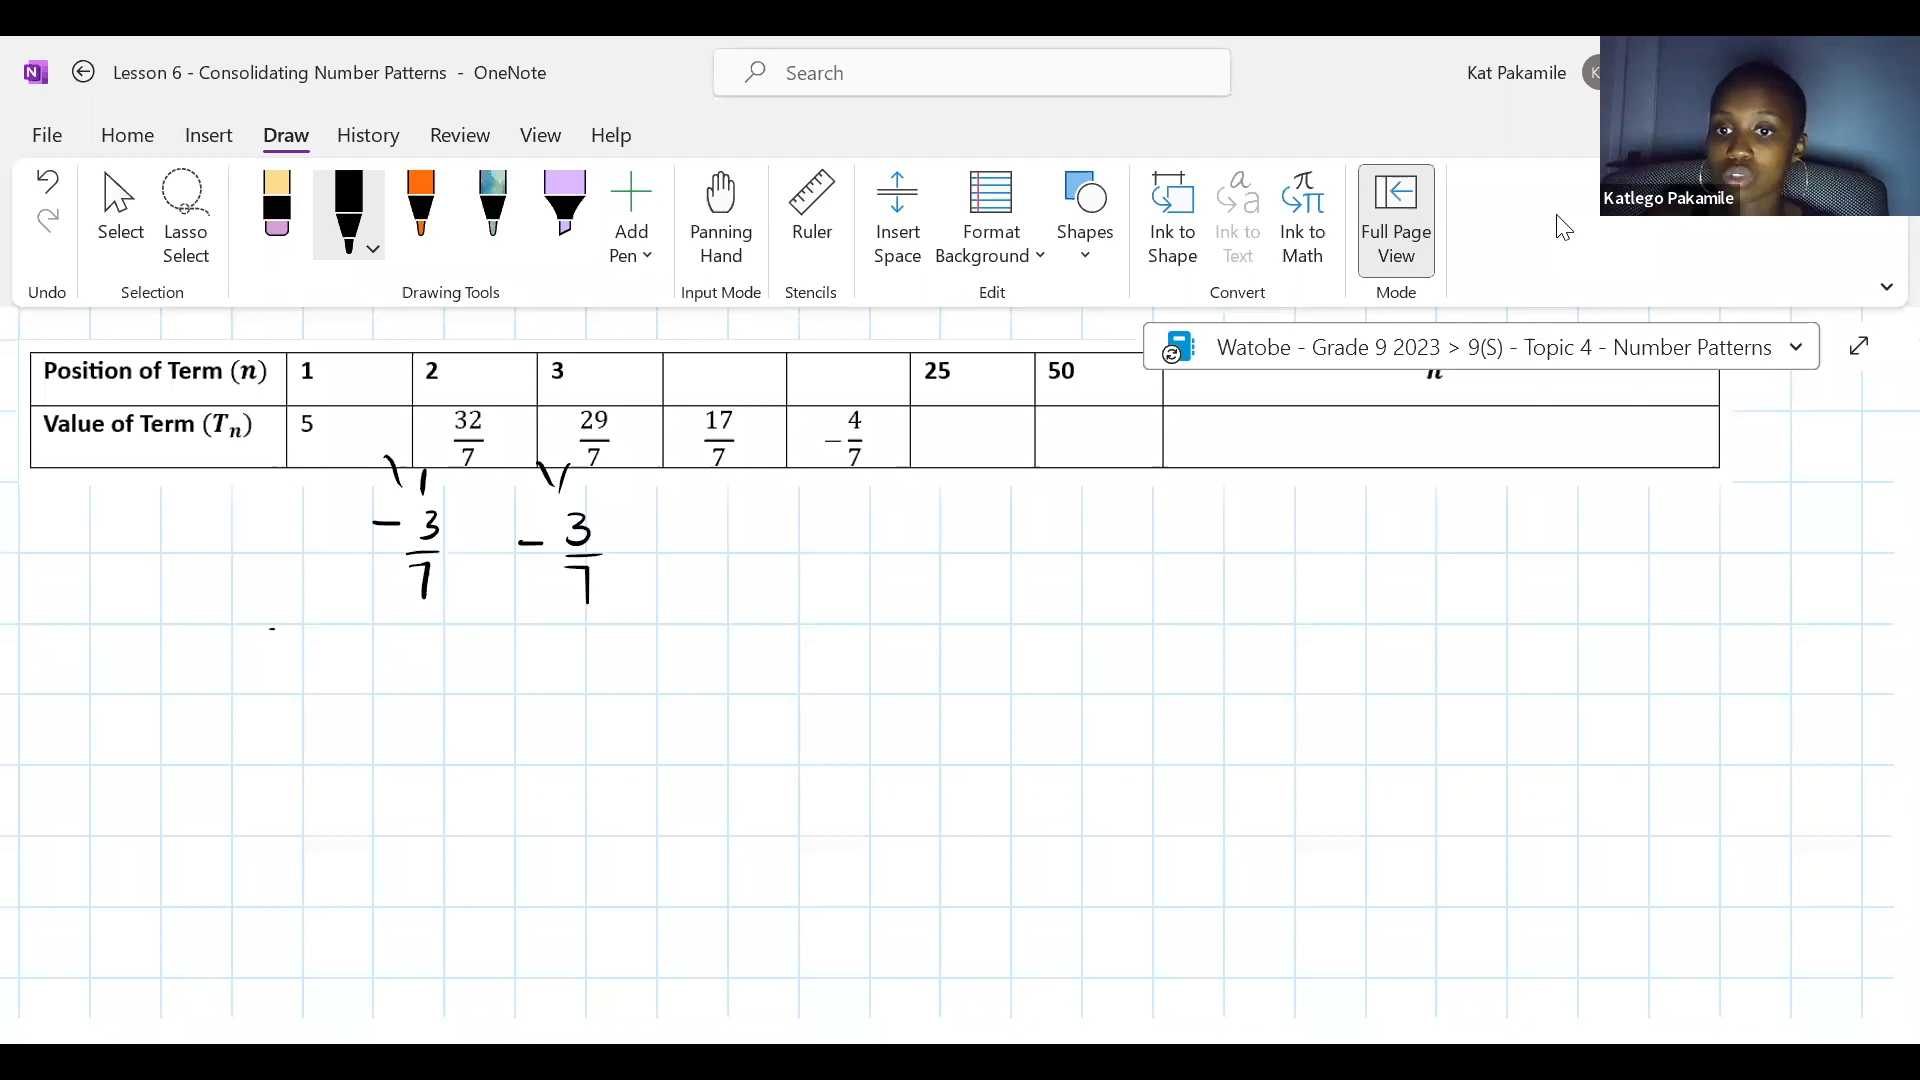 Lesson 6 - Consolidating Number Patterns - OneNote
Search
Kat Pakamile
K
Katlego Pakamile
File Home Insert Draw History Review View Help
Select
Lasso Select
Add Pen
Panning Hand
Ruler
Insert Space
Format Background
Shapes
Ink to Shape
Ink to Text
Ink to Math
Full Page View
Undo Selection Drawing Tools Input Mode Stencils Edit Convert Mode
Watobe - Grade 9 2023 > 9(S) - Topic 4 - Number Patterns
Position of Term (n) 1 2 3 25 50 n
Value of Term (Tn) 5 32/7 29/7 17/7 -4/7
- 3/7 - 3/7